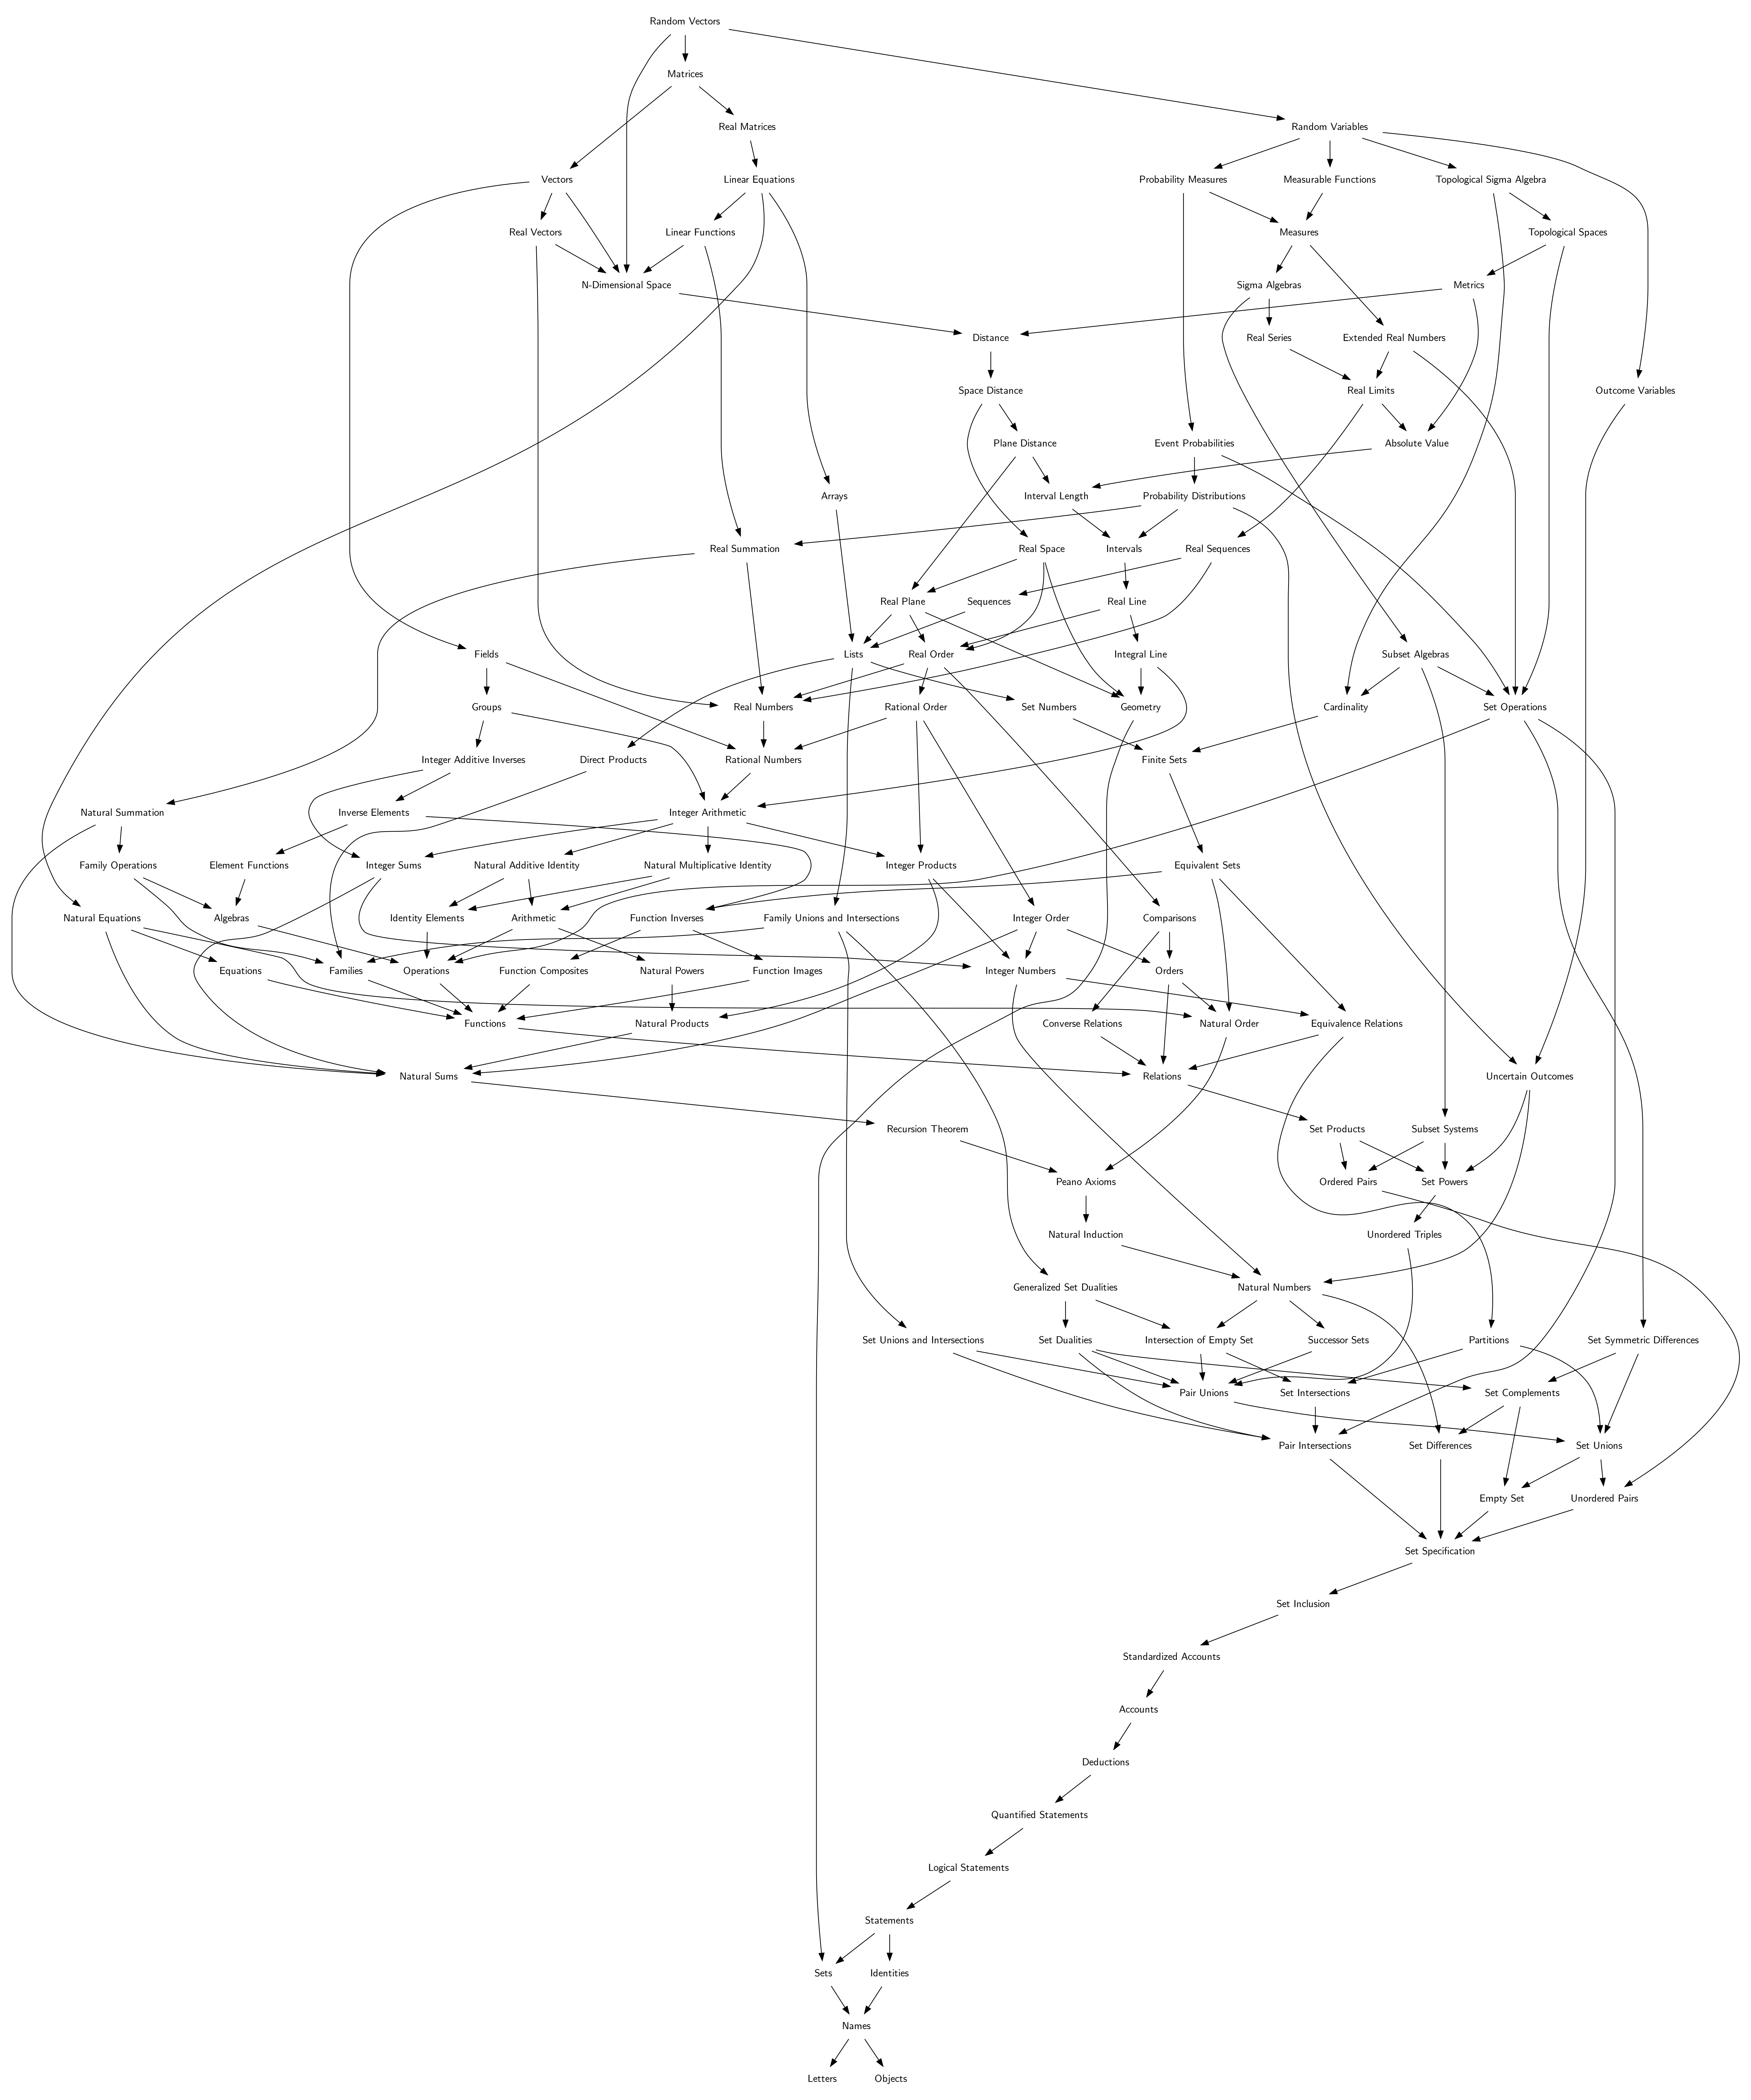 Random Vectors
Matrices
Real Matrices
Random Variables
Vectors
Linear Equations
Probability Measures
Measurable Functions
Topological Sigma Algebra
Real Vectors
Linear Functions
Measures
Topological Spaces
N-Dimensional Space
Sigma Algebras
Metrics
Distance
Real Series
Extended Real Numbers
Space Distance
Real Limits
Outcome Variables
Plane Distance
Event Probabilities
Absolute Value
Arrays
Interval Length
Probability Distributions
Real Summation
Real Space
Intervals
Real Sequences
Real Plane
Sequences
Real Line
Fields
Lists
Real Order
Integral Line
Subset Algebras
Groups
Real Numbers
Rational Order
Set Numbers
Geometry
Cardinality
Set Operations
Integer Additive Inverses
Direct Products
Rational Numbers
Finite Sets
Natural Summation
Inverse Elements
Integer Arithmetic
Family Operations
Element Functions
Integer Sums
Natural Additive Identity
Natural Multiplicative Identity
Integer Products
Equivalent Sets
Natural Equations
Algebras
Identity Elements
Arithmetic
Function Inverses
Family Unions and Intersections
Integer Order
Comparisons
Equations
Families
Operations
Function Composites
Natural Powers
Function Images
Integer Numbers
Orders
Functions
Natural Products
Converse Relations
Natural Order
Equivalence Relations
Natural Sums
Relations
Uncertain Outcomes
Recursion Theorem
Set Products
Subset Systems
Peano Axioms
Ordered Pairs
Set Powers
Natural Induction
Unordered Triples
Generalized Set Dualities
Natural Numbers
Set Unions and Intersections
Set Dualities
Intersection of Empty Set
Successor Sets
Partitions
Set Symmetric Differences
Pair Unions
Set Intersections
Set Complements
Pair Intersections
Set Differences
Set Unions
Empty Set
Unordered Pairs
Set Specification
Set Inclusion
Standardized Accounts
Accounts
Deductions
Quantified Statements
Logical Statements
Statements
Sets
Identities
Names
Letters
Objects